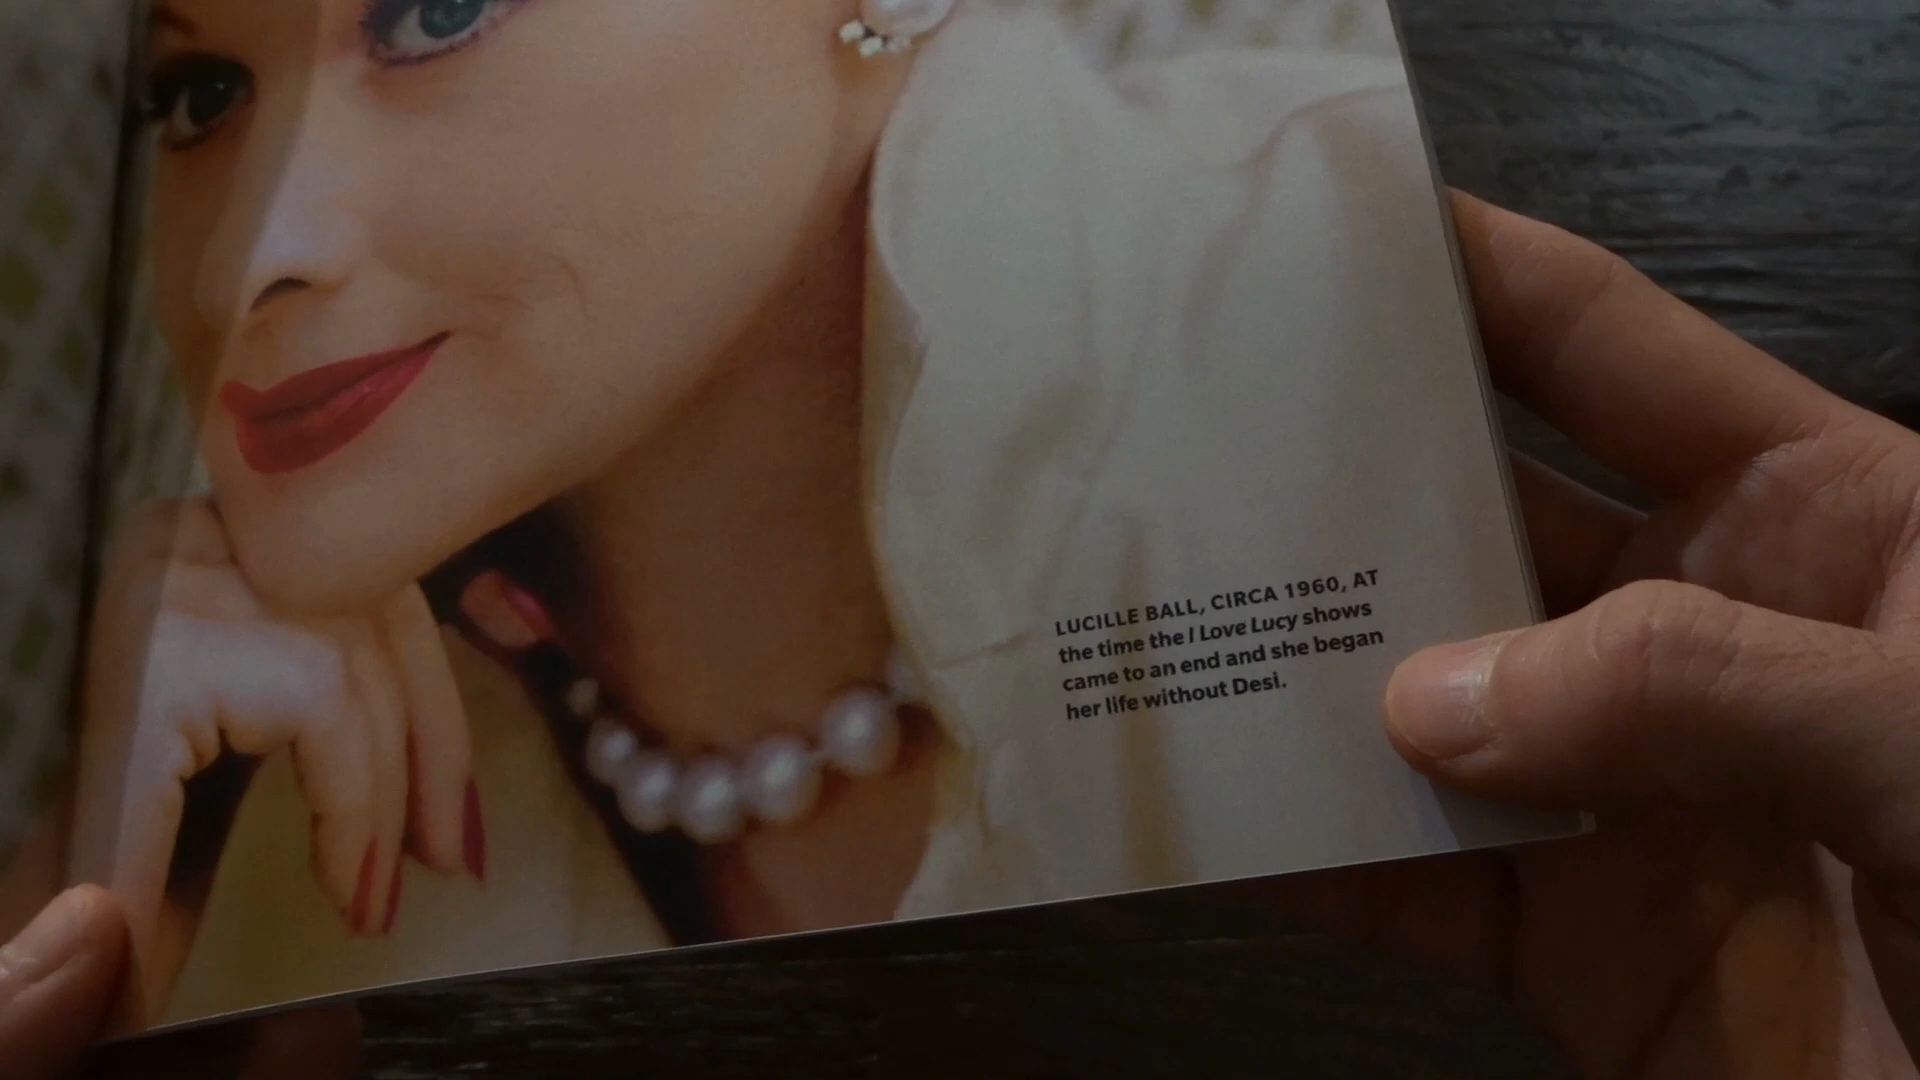 LUCILLE BALL, CIRCA 1960, AT
the time the I Love Lucy shows
came to an end and she began
her life without Desi.